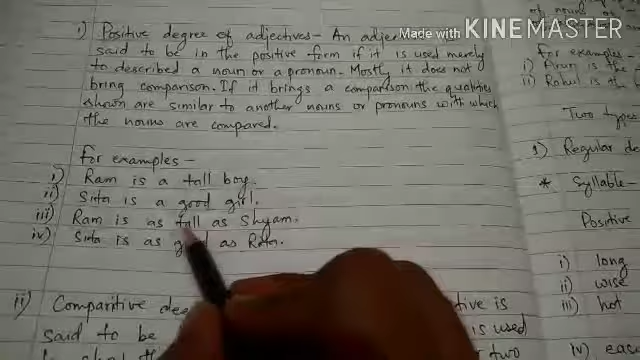 Made with KINEMASTER
i) Positive degree of adjectives - An adje
said to be in the positive form if it is used merely
to described a noun or a pronoun. Mostly it does not
bring comparison. If it brings a comparison the qualities
shown are similar to another nouns or pronouns with which
the nouns are compared.
For examples -
i) Ram is a tall boy.
ii) Sita is a good girl.
iii) Ram is as tall as Shyam.
iv) Sita is as as Rita.
ii) Comparitive de tive is
said to be is used
or two
of noun
For examples
i) Arun is the
ii) Rahul is the
Two types
1) Regular de
* Syllable
Positive
i) long
ii) wise
iii) hot
iv)